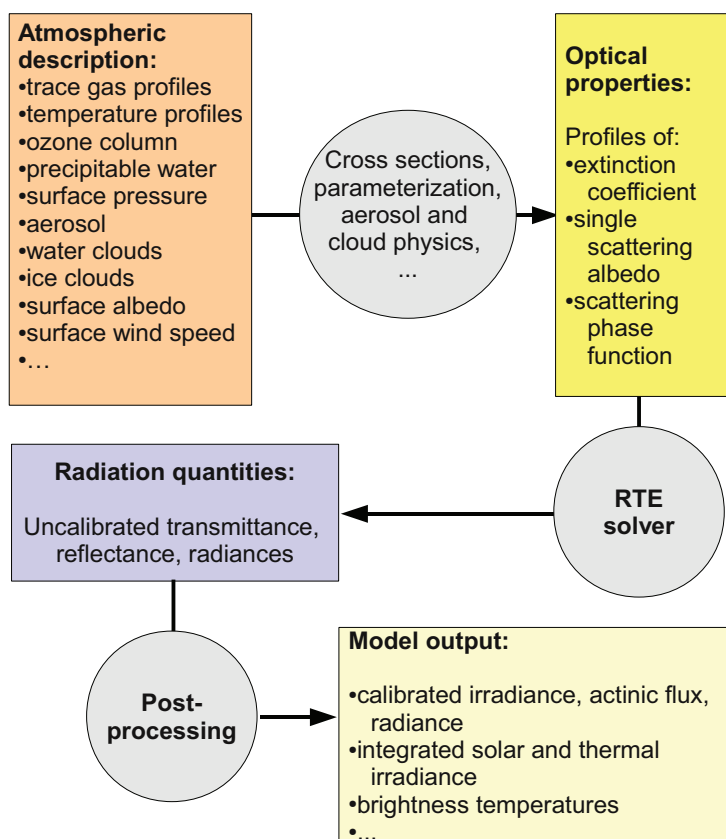 Atmospheric
description:
•trace gas profiles
•temperature profiles
•ozone column
•precipitable water
•surface pressure
•aerosol
•water clouds
•ice clouds
•surface albedo
•surface wind speed
•...
Cross sections,
parameterization,
aerosol and
cloud physics,
...
Optical
properties:
Profiles of:
•extinction
coefficient
•single
scattering
albedo
•scattering
phase
function
RTE
solver
Radiation quantities:
Uncalibrated transmittance,
reflectance, radiances
Post-
processing
Model output:
•calibrated irradiance, actinic flux,
radiance
•integrated solar and thermal
irradiance
•brightness temperatures
•...